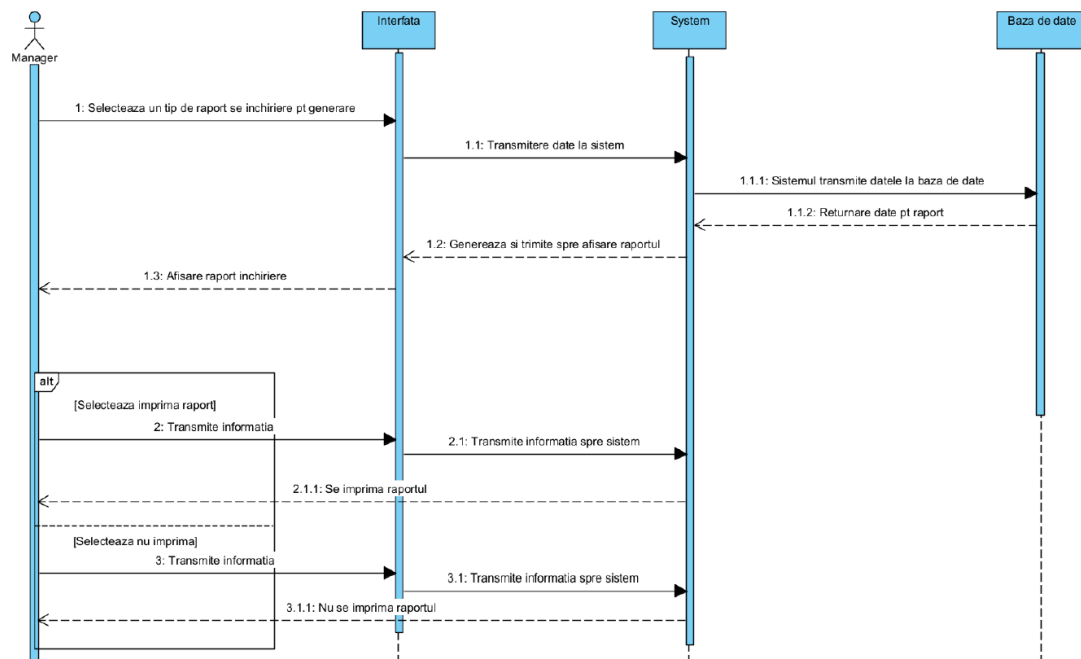 Interfata
System
Baza de date
Manager
1: Selecteaza un tip de raport se inchiriere pt generare
1.1: Transmitere date la sistem
1.1.1: Sistemul transmite datele la baza de date
1.1.2: Returnare date pt raport
1.2: Genereaza si trimite spre afisare raportul
1.3: Afisare raport inchiriere
alt
[Selecteaza imprima raport]
2: Transmite informatia
2.1: Transmite informatia spre sistem
2.1.1: Se imprima raportul
[Selecteaza nu imprima]
3: Transmite informatia
3.1: Transmite informatia spre sistem
3.1.1: Nu se imprima raportul